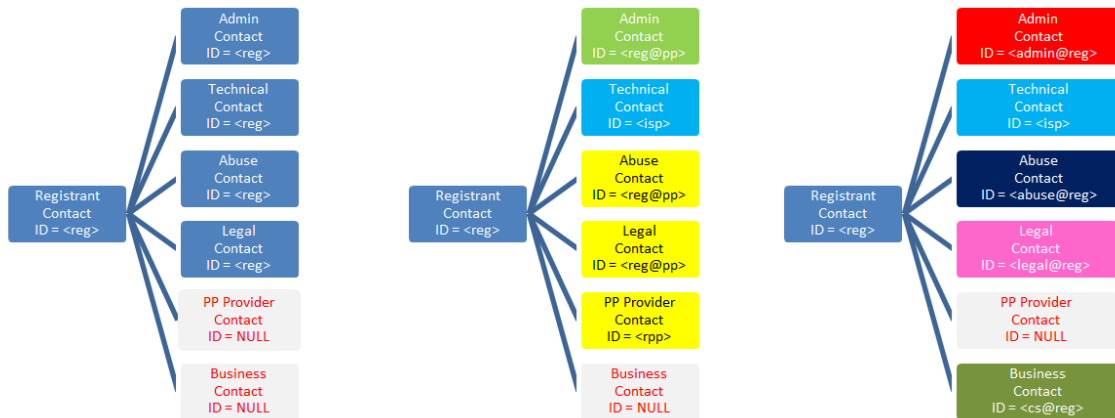 Admin
Contact
ID = <reg>
Technical
Contact
ID = <reg>
Abuse
Contact
ID = <reg>
Registrant
Contact
ID = <reg>
Legal
Contact
ID = <reg>
PP Provider
Contact
ID = NULL
Business
Contact
ID = NULL
Admin
Contact
ID = <reg@pp>
Technical
Contact
ID = <isp>
Abuse
Contact
ID = <reg@pp>
Registrant
Contact
ID = <reg>
Legal
Contact
ID = <reg@pp>
PP Provider
Contact
ID = <rpp>
Business
Contact
ID = NULL
Admin
Contact
ID = <admin@reg>
Technical
Contact
ID = <isp>
Abuse
Contact
ID = <abuse@reg>
Registrant
Contact
ID = <reg>
Legal
Contact
ID = <legal@reg>
PP Provider
Contact
ID = NULL
Business
Contact
ID = <cs@reg>